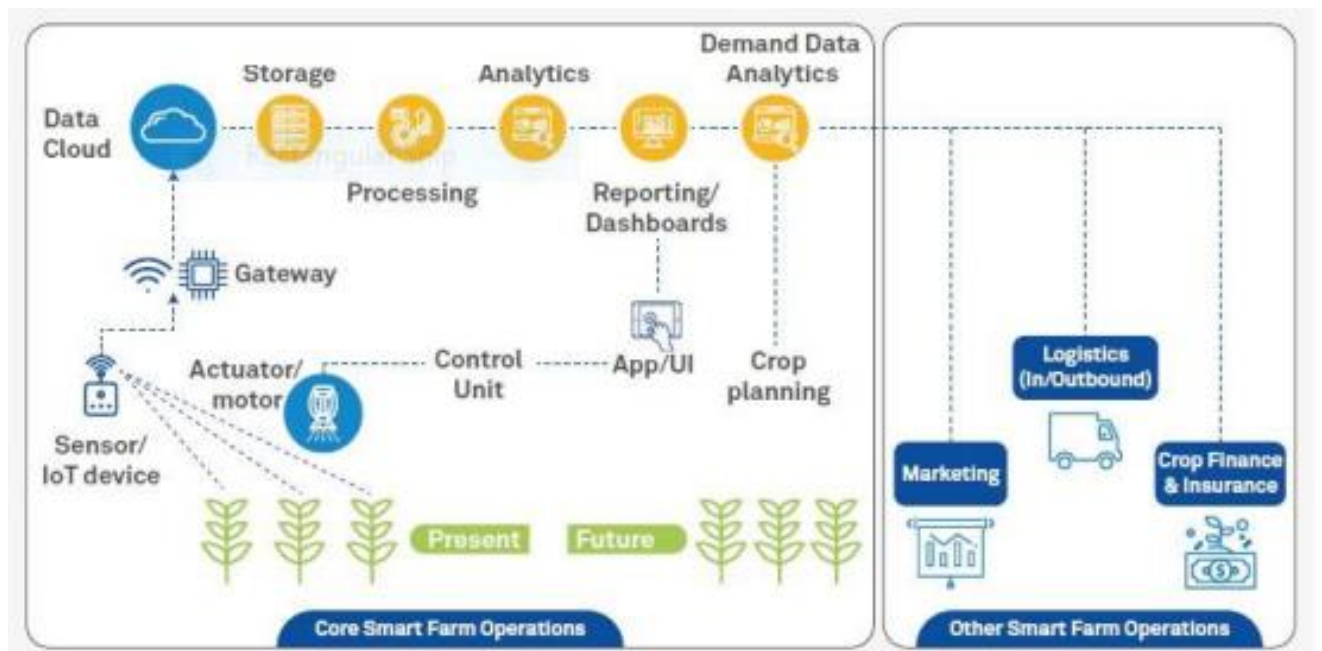 Demand Data
Analytics
Storage
Analytics
Data
Cloud
Processing
Reporting/
Dashboards
Gateway
Actuator/
motor
Control
Unit
App/UI
Crop
planning
Sensor/
IoT device
Present
Future
Core Smart Farm Operations
Logistics
(In/Outbound)
Marketing
Crop Finance
& Insurance
Other Smart Farm Operations